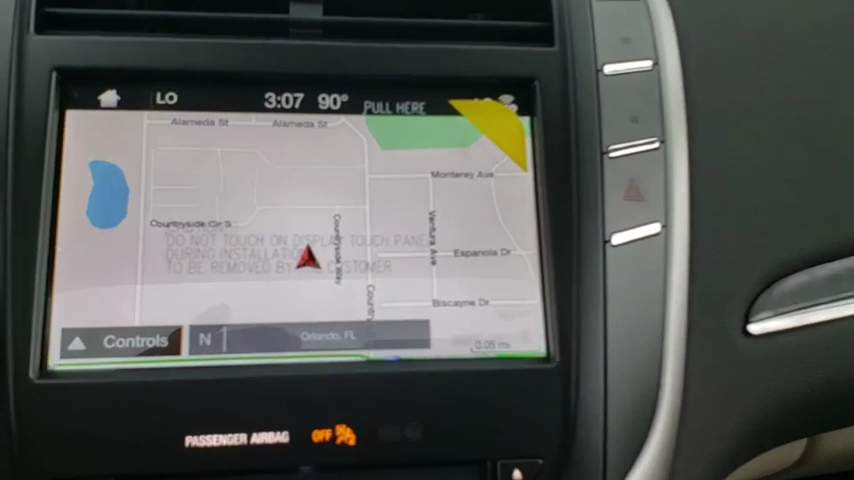 LO
3:07 90°
PULL HERE
Alameda St
Alameda St
Monterey Ave
Countryside Cir S
Countryside Way
Ventura Ave
DO NOT TOUCH ON DISPLAY TOUCH PANEL
DURING INSTALLATION
TO BE REMOVED BY THE CUSTOMER
Espanola Dr
Country
Biscayne Dr
Controls
N
Orlando, FL
0.05 mi
PASSENGER AIRBAG
OFF